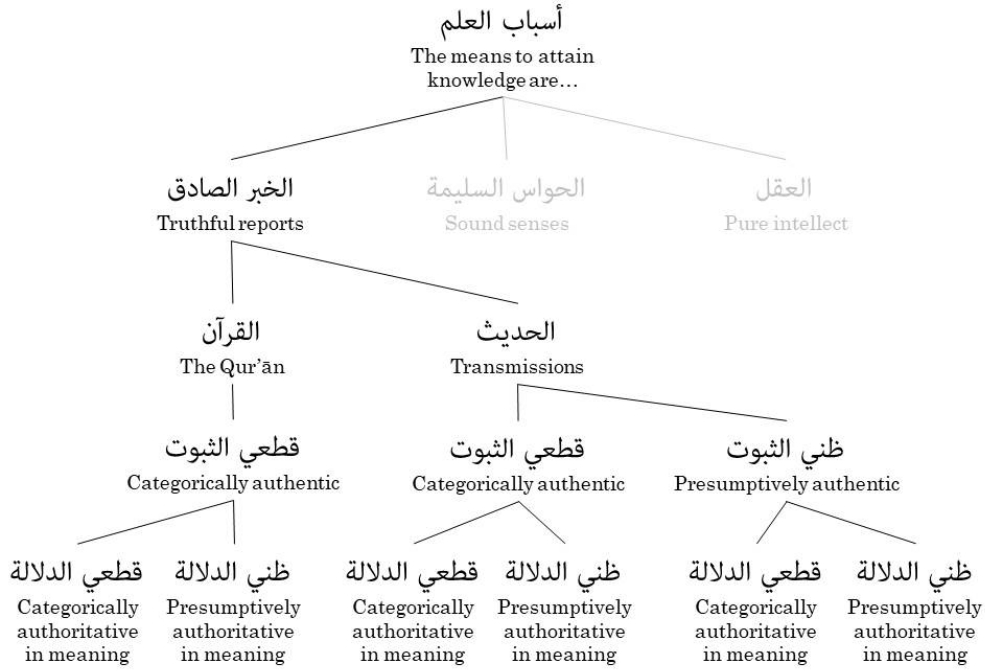 أسباب العلم
The means to attain
knowledge are…
الخبر الصادق
Truthful reports
الحواس السليمة
Sound senses
العقل
Pure intellect
القرآن
The Qur’ān
الحديث
Transmissions
قطعي الثبوت
Categorically authentic
قطعي الثبوت
Categorically authentic
ظني الثبوت
Presumptively authentic
قطعي الدلالة
Categorically
authoritative
in meaning
ظني الدلالة
Presumptively
authoritative
in meaning
قطعي الدلالة
Categorically
authoritative
in meaning
ظني الدلالة
Presumptively
authoritative
in meaning
قطعي الدلالة
Categorically
authoritative
in meaning
ظني الدلالة
Presumptively
authoritative
in meaning